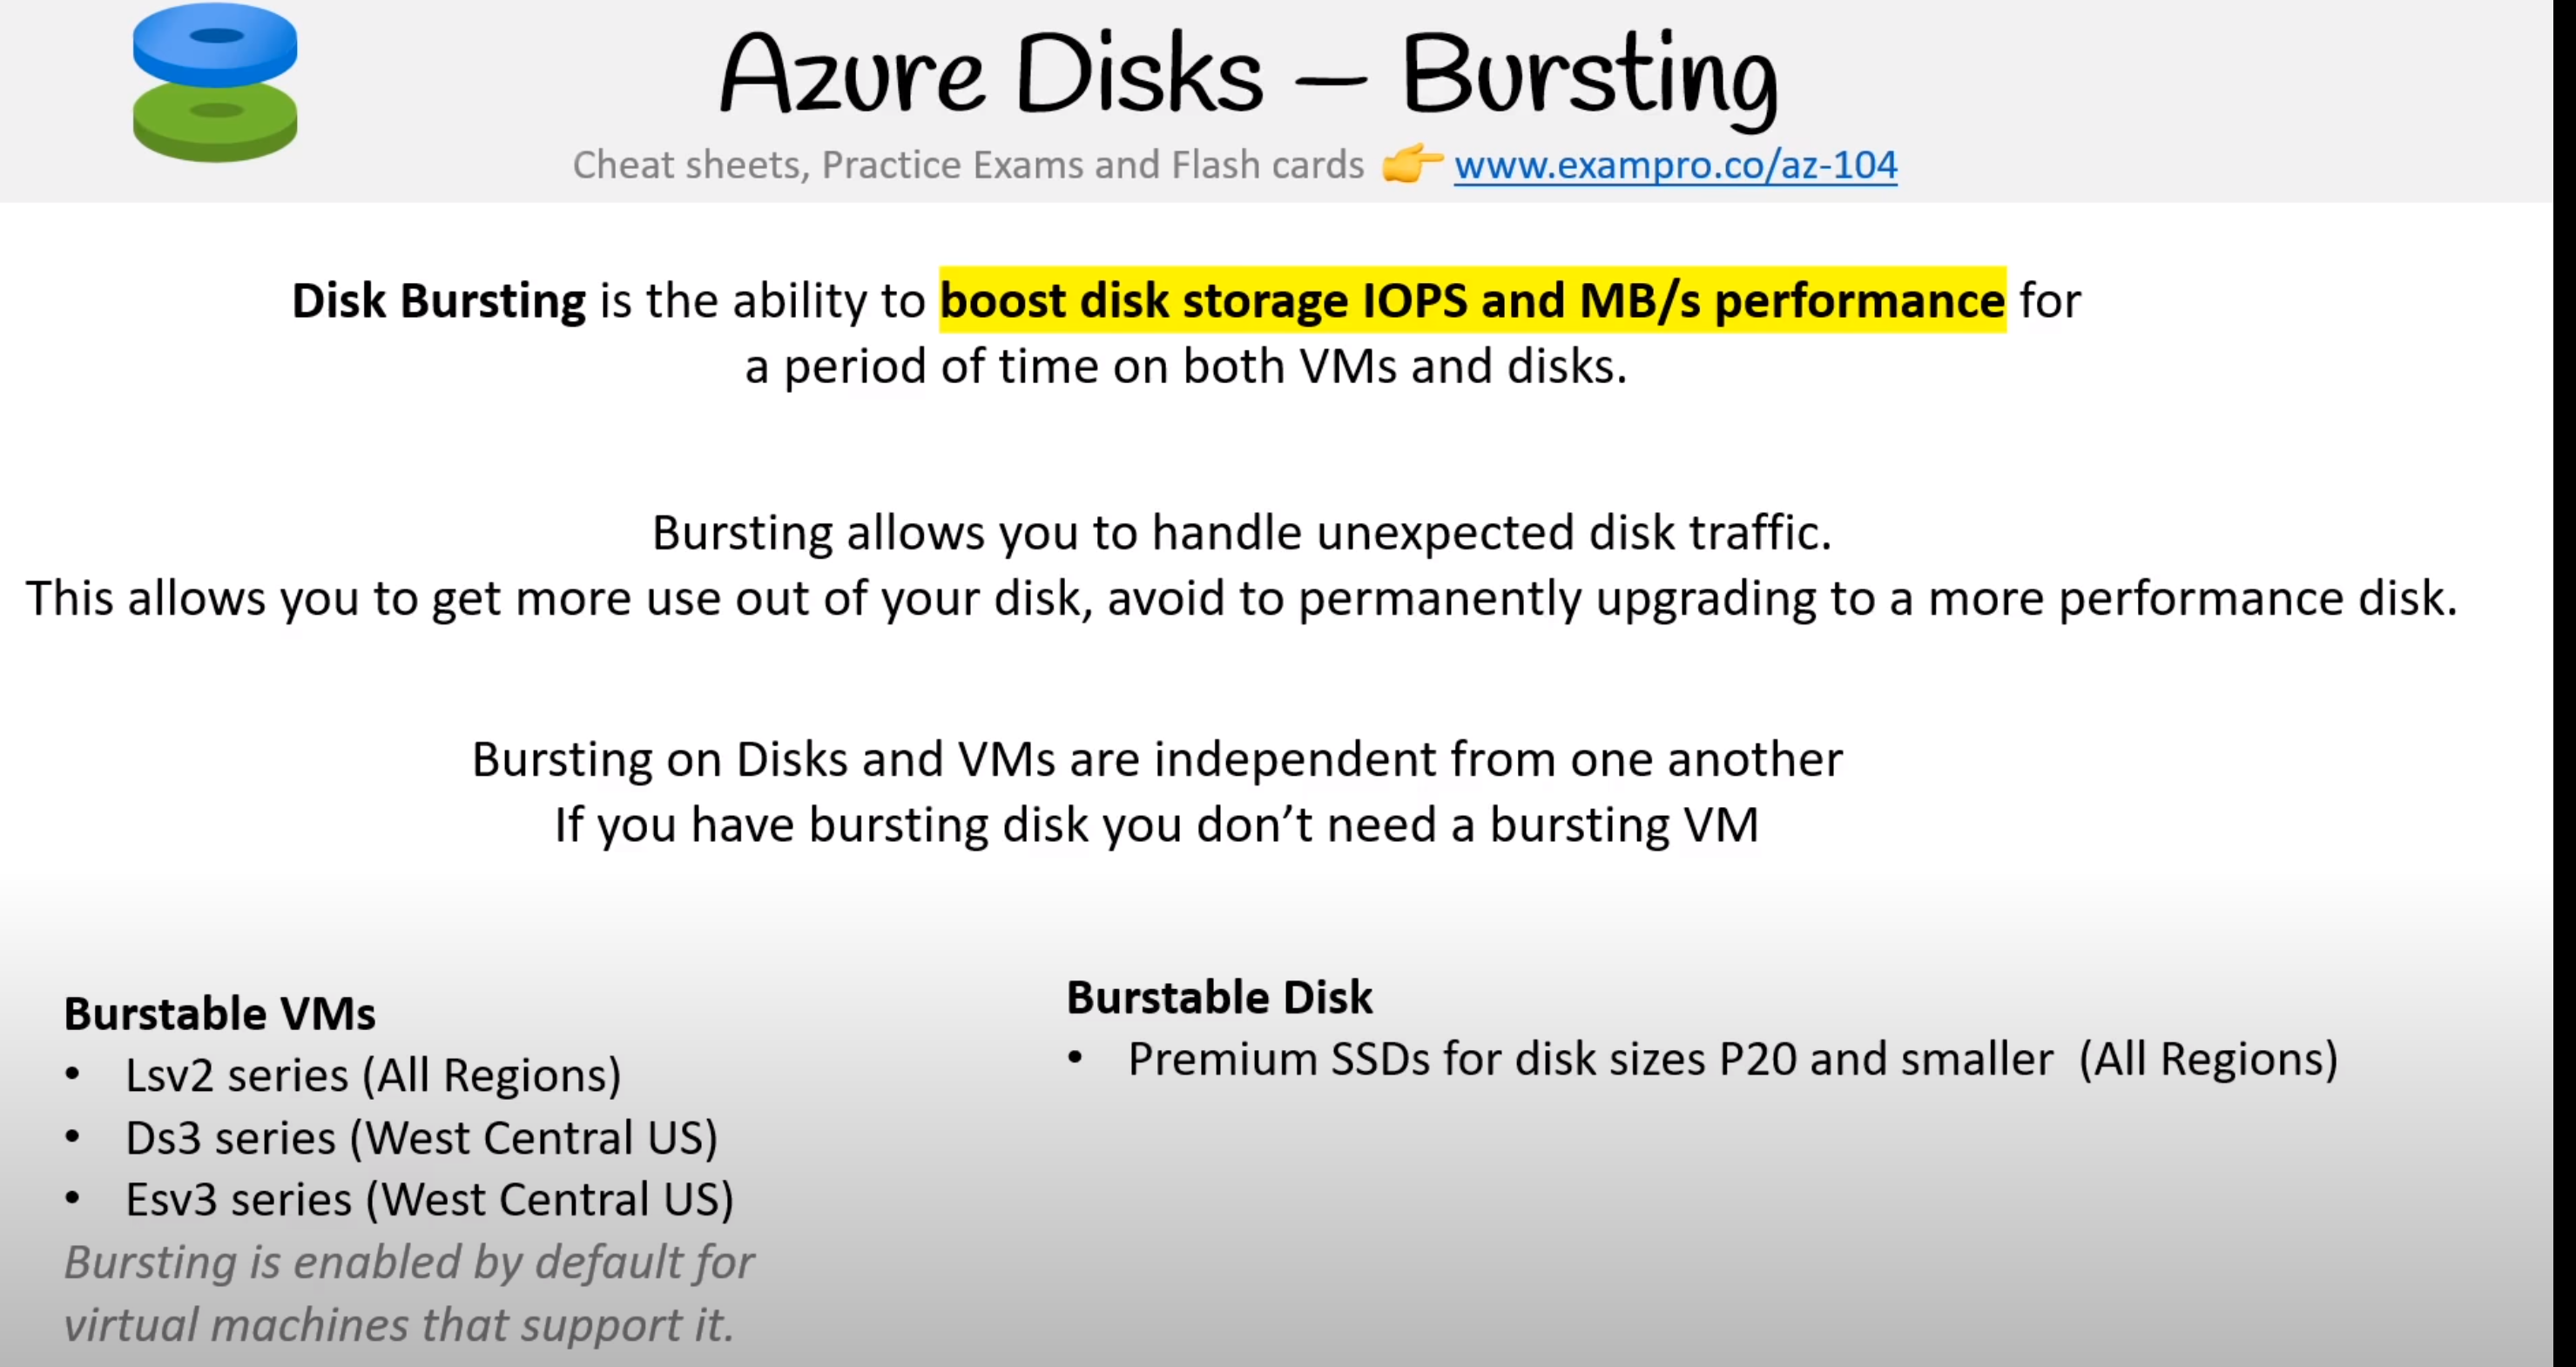 Azure Disks – Bursting
Cheat sheets, Practice Exams and Flash cards 👉 www.exampro.co/az-104
Disk Bursting is the ability to boost disk storage IOPS and MB/s performance for
a period of time on both VMs and disks.
Bursting allows you to handle unexpected disk traffic.
This allows you to get more use out of your disk, avoid to permanently upgrading to a more performance disk.
Bursting on Disks and VMs are independent from one another
If you have bursting disk you don’t need a bursting VM
Burstable VMs
• Lsv2 series (All Regions)
• Ds3 series (West Central US)
• Esv3 series (West Central US)
Bursting is enabled by default for
virtual machines that support it.
Burstable Disk
• Premium SSDs for disk sizes P20 and smaller (All Regions)